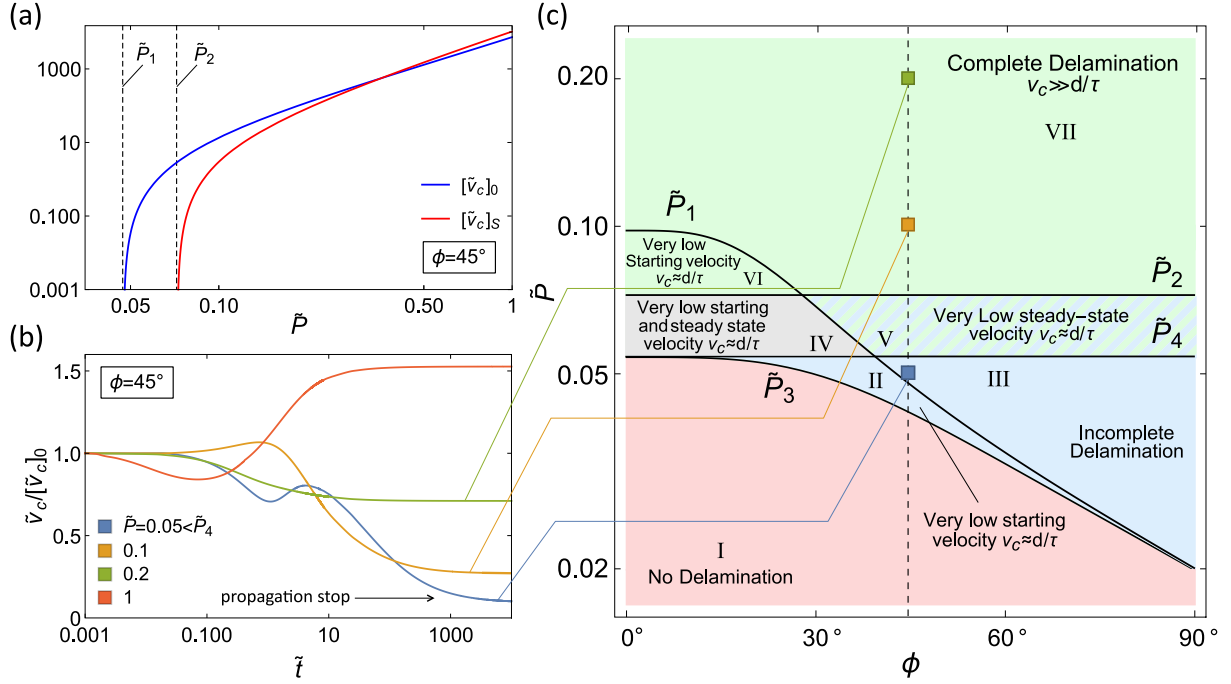 (a)
P̃₁
P̃₂
1000
10
0.100
0.001
[ṽc]₀
[ṽc]S
ϕ=45°
0.05
0.10
0.50
1
P̃
(b)
ϕ=45°
1.5
1.0
0.5
0
ṽc/[ṽc]₀
P̃=0.05<P̃₄
0.1
0.2
1
propagation stop
0.001
0.100
10
1000
t̃
(c)
P̃
0.20
0.10
0.05
0.02
Complete Delamination
vc≫d/τ
VII
P̃₁
Very low
Starting velocity
vc≈d/τ
VI
P̃₂
Very low starting
and steady state
velocity vc≈d/τ
IV
V
Very Low steady-state
velocity vc≈d/τ
P̃₄
P̃₃
II
III
Incomplete
Delamination
Very low starting
velocity vc≈d/τ
I
No Delamination
0°
30°
60°
90°
ϕ